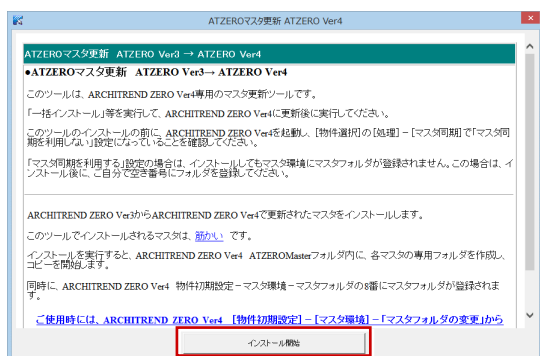 ATZEROマスタ更新 ATZERO Ver4
ATZEROマスタ更新 ATZERO Ver3 → ATZERO Ver4
●ATZEROマスタ更新 ATZERO Ver3→ ATZERO Ver4
このツールは、ARCHITREND ZERO Ver4専用のマスタ更新ツールです。
「一括インストール」等を実行して、ARCHITREND ZERO Ver4に更新後に実行してください。
このツールのインストールの前に、ARCHITREND ZERO Ver4を起動し、[物件選択]の[処理]－[マスタ同期]で「マスタ同
期を利用しない」設定になっていることを確認してください。
「マスタ同期を利用する」設定の場合は、インストールしてもマスタ環境にマスタフォルダが登録されません。この場合は、イ
ンストール後に、ご自分で空き番号にフォルダを登録してください。
ARCHITREND ZERO Ver3からARCHITREND ZERO Ver4で更新されたマスタをインストールします。
このツールでインストールされるマスタは、筋かい です。
インストールを実行すると、ARCHITREND ZERO Ver4 ATZEROMasterフォルダ内に、各マスタの専用フォルダを作成し、
コピーを開始します。
同時に、ARCHITREND ZERO Ver4 物件初期設定－マスタ環境－マスタフォルダの8番にマスタフォルダが登録されま
す。
ご使用時には、ARCHITREND ZERO Ver4 [物件初期設定]－[マスタ環境]－「マスタフォルダの変更」から
インストール開始